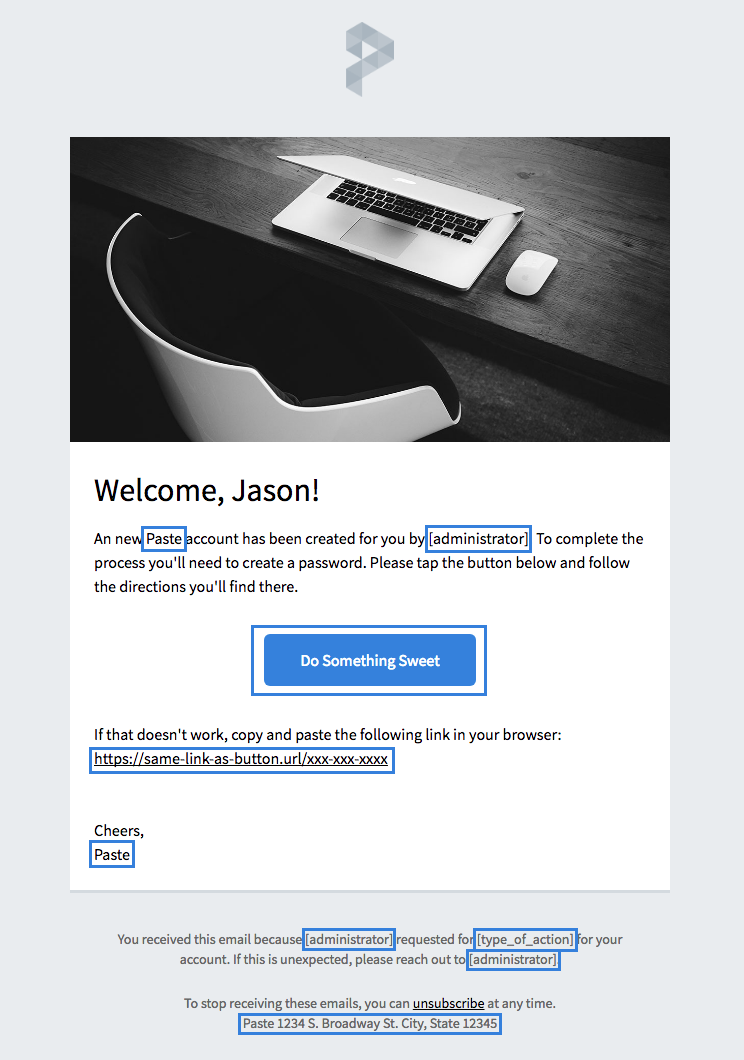 Welcome, Jason!
An new Paste account has been created for you by [administrator]. To complete the
process you'll need to create a password. Please tap the button below and follow
the directions you'll find there.
Do Something Sweet
If that doesn't work, copy and paste the following link in your browser:
https://same-link-as-button.url/xxx-xxx-xxxx
Cheers,
Paste
You received this email because [administrator] requested for [type_of_action] for your
account. If this is unexpected, please reach out to [administrator].
To stop receiving these emails, you can unsubscribe at any time.
Paste 1234 S. Broadway St. City, State 12345